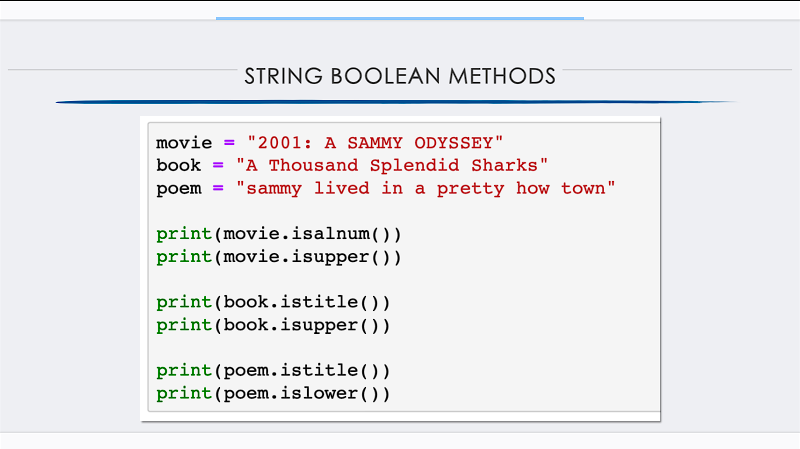 STRING BOOLEAN METHODS
movie = "2001: A SAMMY ODYSSEY"
book = "A Thousand Splendid Sharks"
poem = "sammy lived in a pretty how town"
print(movie.isalnum())
print(movie.isupper())
print(book.istitle())
print(book.isupper())
print(poem.istitle())
print(poem.islower())